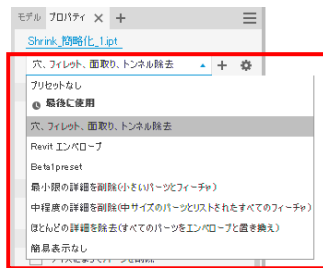 モデル プロパティ × +
Shrink_簡略化_1.ipt
穴、フィレット、面取り、トンネル除去
プリセットなし
最後に使用
穴、フィレット、面取り、トンネル除去
Revit エンベロープ
Beta1preset
最小限の詳細を削除(小さいパーツとフィーチャ)
中程度の詳細を削除(中サイズのパーツとリストされたすべてのフィーチャ)
ほとんどの詳細を除去(すべてのパーツをエンベロープと置き換え)
簡易表示なし